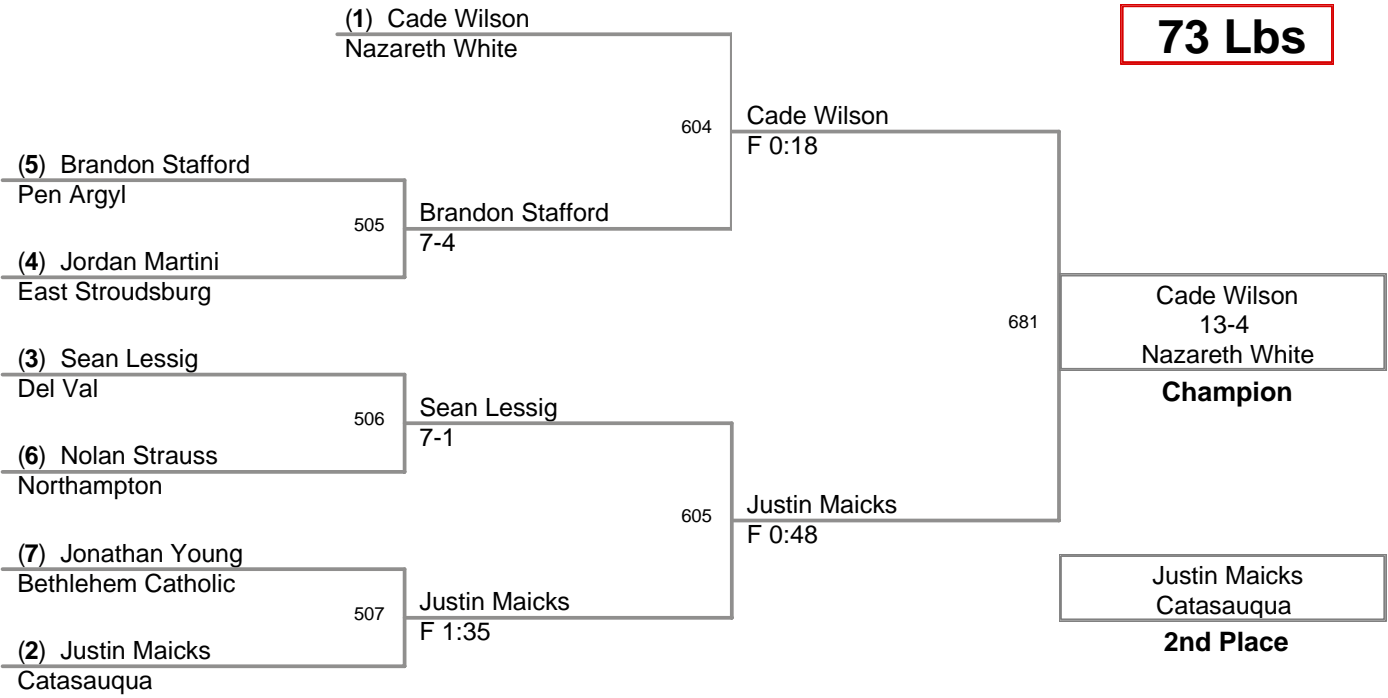 (1) Cade Wilson
Nazareth White
73 Lbs
604
Cade Wilson
F 0:18
(5) Brandon Stafford
Pen Argyl
505
Brandon Stafford
7-4
(4) Jordan Martini
East Stroudsburg
681
Cade Wilson
13-4
Nazareth White
Champion
(3) Sean Lessig
Del Val
506
Sean Lessig
7-1
(6) Nolan Strauss
Northampton
605
Justin Maicks
F 0:48
(7) Jonathan Young
Bethlehem Catholic
507
Justin Maicks
F 1:35
(2) Justin Maicks
Catasauqua
Justin Maicks
Catasauqua
2nd Place